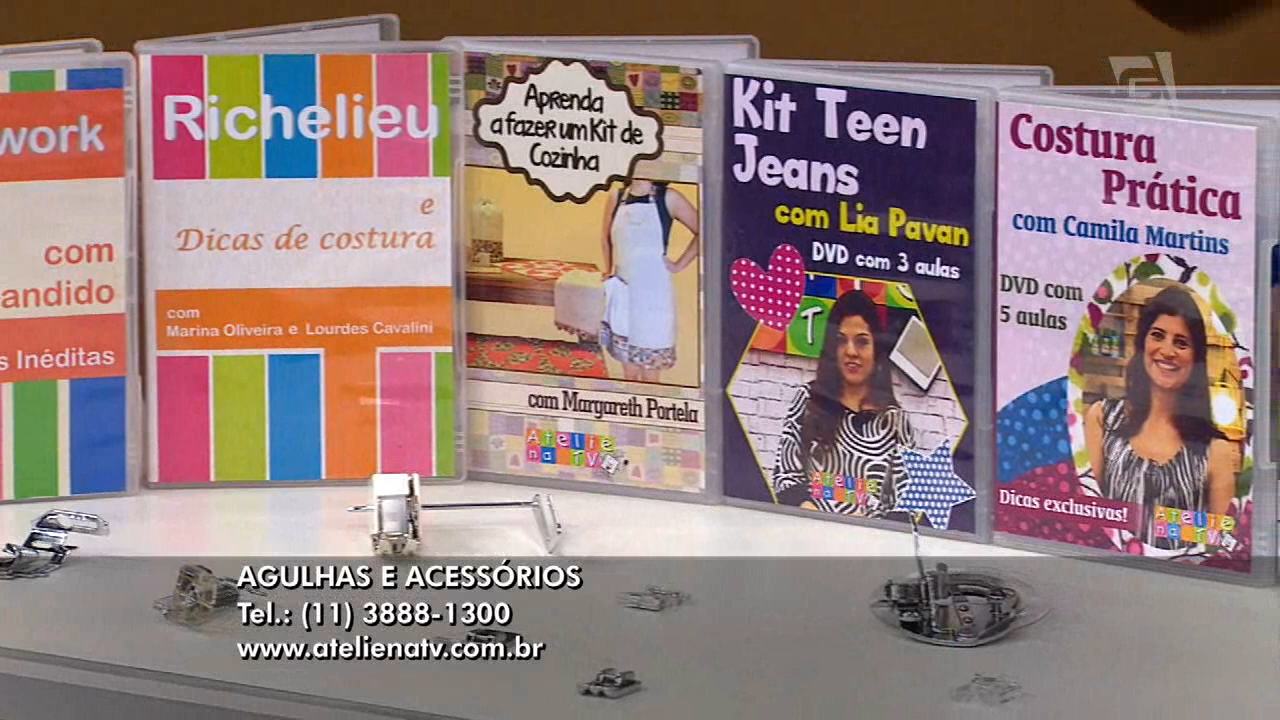 work
com
andido
s Inéditas
Richelieu
e
Dicas de costura
com
Marina Oliveira e Lourdes Cavalini
Aprenda
a fazer um Kit de
Cozinha
com Margareth Portela
Atelie
na TV
Kit Teen
Jeans
com Lia Pavan
DVD com 3 aulas
T
Atelie
na TV
Costura
Prática
com Camila Martins
DVD com
5 aulas
Dicas exclusivas!
Atelie
na TV
AGULHAS E ACESSÓRIOS
Tel.: (11) 3888-1300
www.atelienatv.com.br